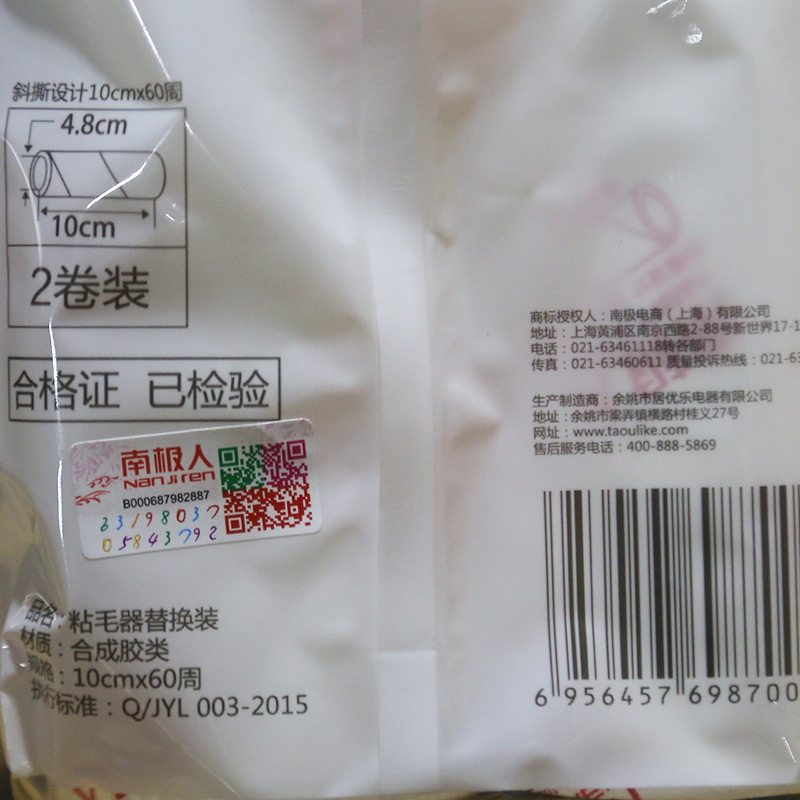 斜撕设计10cmx60周
4.8cm
10cm
2卷装
合格证 已检验
南极人
Nanjiren
B000687982887
63198037
05843792
品名：粘毛器替换装
材质：合成胶类
规格：10cmx60周
执行标准：Q/JYL 003-2015
商标授权人：南极电商（上海）有限公司
地址：上海黄浦区南京西路2-88号新世界17-1
电话：021-63461118转各部门
传真：021-63460611 质量投诉热线：021-63
生产制造商：余姚市居优乐电器有限公司
地址：余姚市梁弄镇横路村桂义27号
网址：www.taoulike.com
售后服务电话：400-888-5869
6 956457 698700